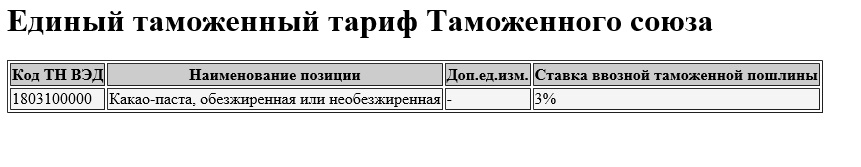 Единый таможенный тариф Таможенного союза
Код ТН ВЭД Наименование позиции Доп.ед.изм. Ставка ввозной таможенной пошлины
1803100000 Какао-паста, обезжиренная или необезжиренная - 3%